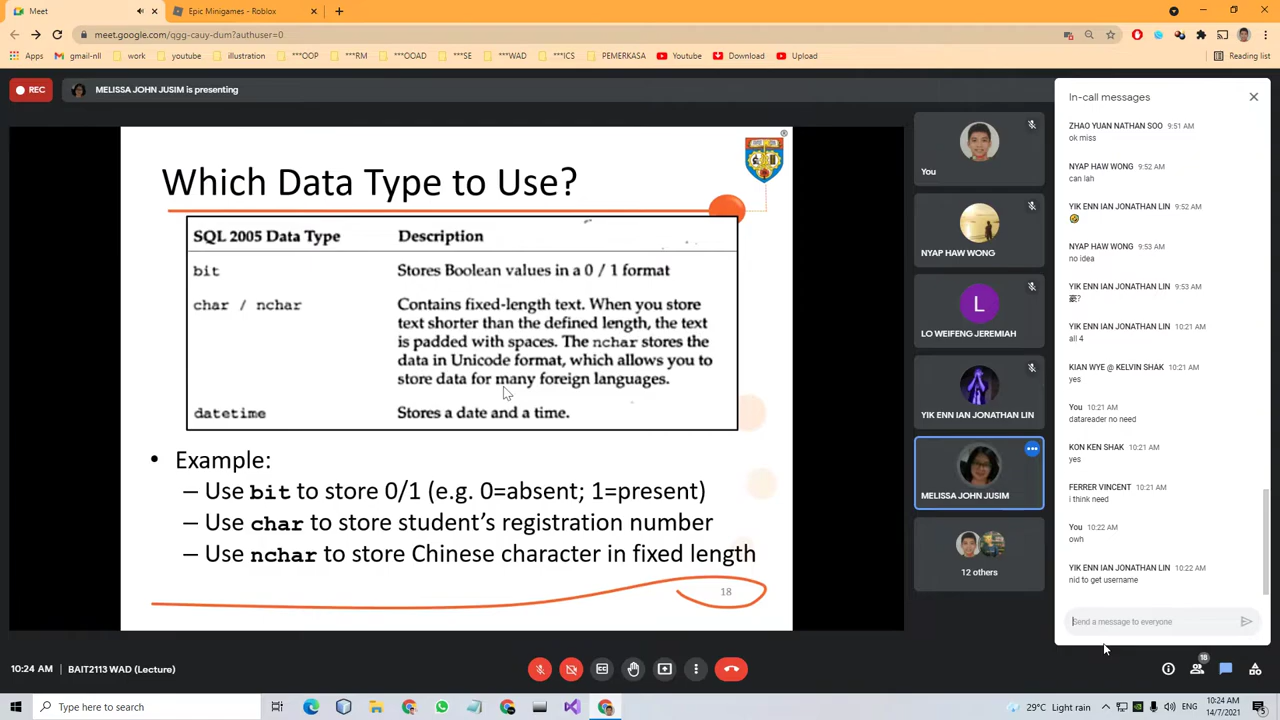 Meet
Epic Minigames - Roblox
meet.google.com/qgg-cauy-dum?authuser=0
Apps
gmail-nll
work
youtube
illustration
***OOP
***RM
***OOAD
***SE
***WAD
***ICS
PEMERKASA
Youtube
Download
Upload
Reading list
REC
MELISSA JOHN JUSIM is presenting
Which Data Type to Use?
SQL 2005 Data Type Description
bit Stores Boolean values in a 0 / 1 format
char / nchar Contains fixed-length text. When you store
text shorter than the defined length, the text
is padded with spaces. The nchar stores the
data in Unicode format, which allows you to
store data for many foreign languages.
datetime Stores a date and a time.
• Example:
– Use bit to store 0/1 (e.g. 0=absent; 1=present)
– Use char to store student’s registration number
– Use nchar to store Chinese character in fixed length
18
You
NYAP HAW WONG
L
LO WEIFENG JEREMIAH
YIK ENN IAN JONATHAN LIN
MELISSA JOHN JUSIM
12 others
In-call messages
ZHAO YUAN NATHAN SOO 9:51 AM
ok miss
NYAP HAW WONG 9:52 AM
can lah
YIK ENN IAN JONATHAN LIN 9:52 AM
NYAP HAW WONG 9:53 AM
no idea
YIK ENN IAN JONATHAN LIN 9:53 AM
YIK ENN IAN JONATHAN LIN 10:21 AM
all 4
KIAN WYE @ KELVIN SHAK 10:21 AM
yes
You 10:21 AM
datareader no need
KON KEN SHAK 10:21 AM
yes
FERRER VINCENT 10:21 AM
i think need
You 10:22 AM
owh
YIK ENN IAN JONATHAN LIN 10:22 AM
nid to get username
Send a message to everyone
10:24 AM
BAIT2113 WAD (Lecture)
18
Type here to search
29°C Light rain
ENG
10:24 AM
14/7/2021
5